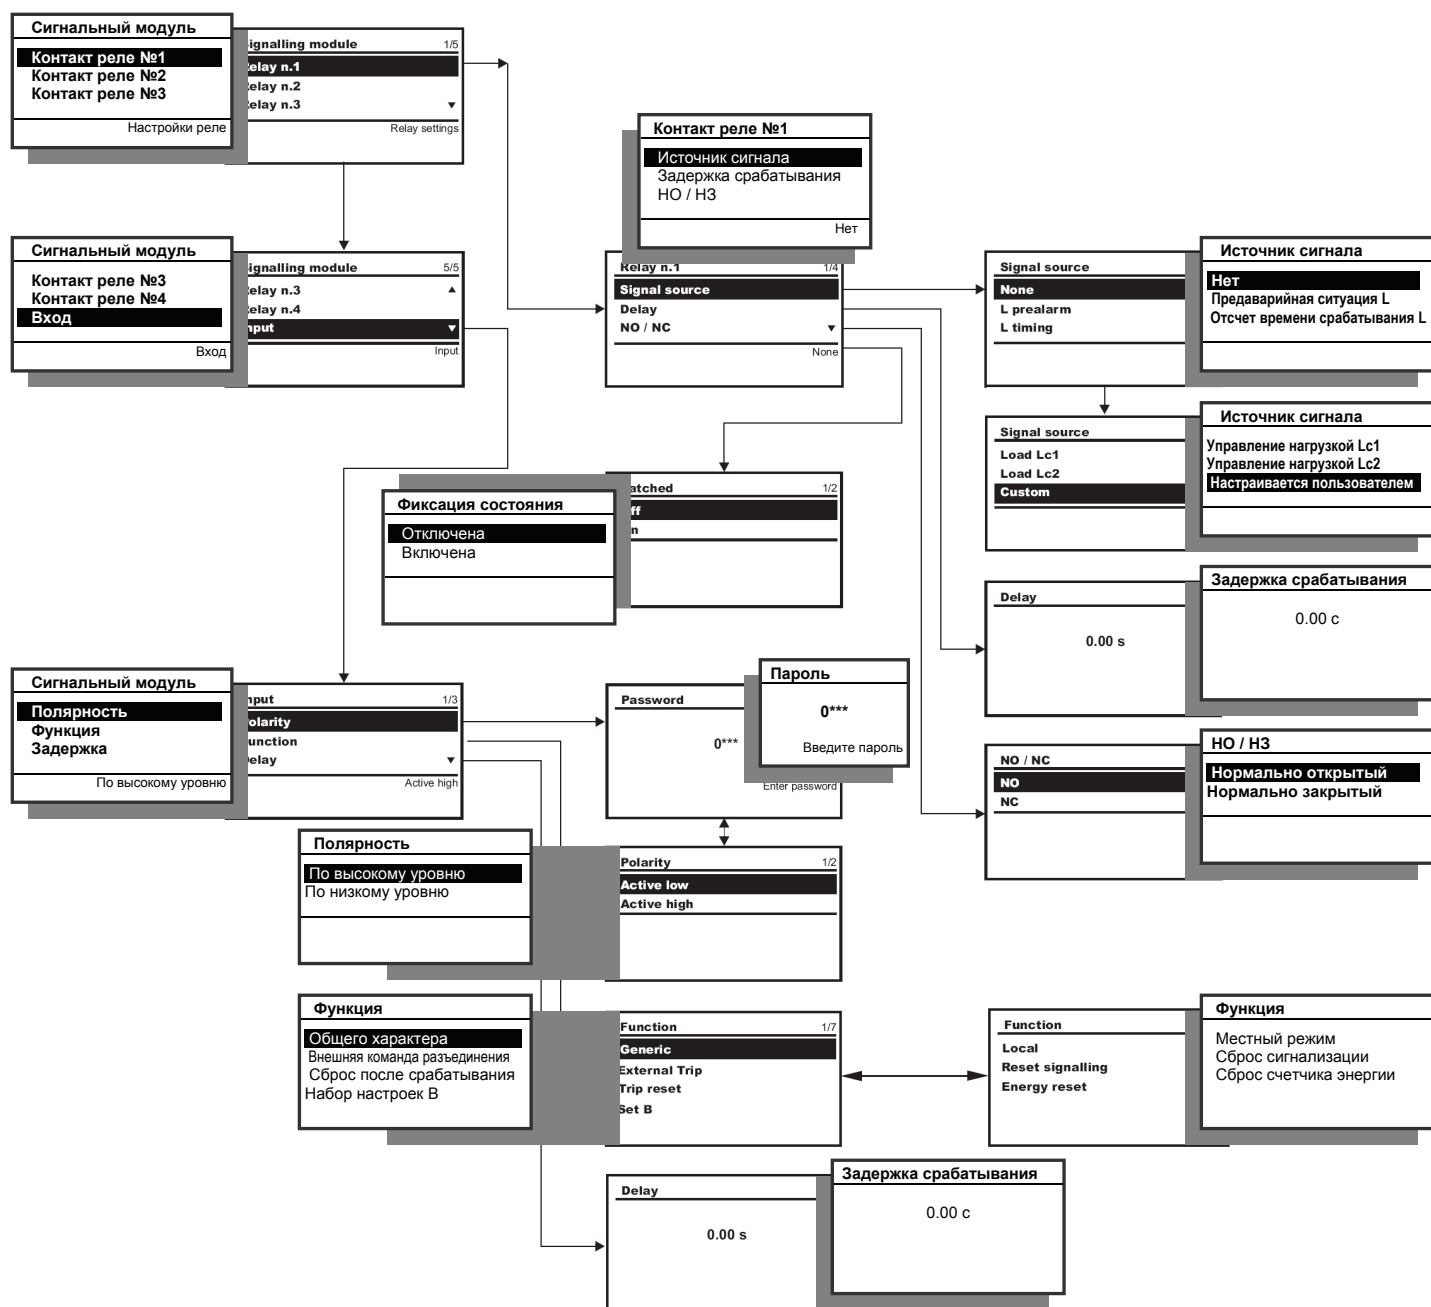 Сигнальный модуль
Контакт реле №1
Контакт реле №2
Контакт реле №3
Настройки реле
ignalling module 1/5
elay n.1
elay n.2
elay n.3
Relay settings
Контакт реле №1
Источник сигнала
Задержка срабатывания
НО / НЗ
Нет
Сигнальный модуль
Контакт реле №3
Контакт реле №4
Вход
Вход
ignalling module 5/5
elay n.3
elay n.4
nput
Input
Relay n.1 1/4
Signal source
Delay
NO / NC
None
Signal source
None
L prealarm
L timing
Источник сигнала
Нет
Предаварийная ситуация L
Отсчет времени срабатывания L
Signal source
Load Lc1
Load Lc2
Custom
Источник сигнала
Управление нагрузкой Lc1
Управление нагрузкой Lc2
Настраивается пользователем
Фиксация состояния
Отключена
Включена
atched 1/2
ff
n
Delay
0.00 s
Задержка срабатывания
0.00 с
Сигнальный модуль
Полярность
Функция
Задержка
По высокому уровню
nput 1/3
olarity
unction
elay
Active high
Password
0***
Enter password
Пароль
0***
Введите пароль
NO / NC
NO
NC
НО / НЗ
Нормально открытый
Нормально закрытый
Полярность
По высокому уровню
По низкому уровню
Polarity 1/2
Active low
Active high
Функция
Общего характера
Внешняя команда разъединения
Сброс после срабатывания
Набор настроек В
Function 1/7
Generic
External Trip
Trip reset
Set B
Function
Local
Reset signalling
Energy reset
Функция
Местный режим
Сброс сигнализации
Сброс счетчика энергии
Delay
0.00 s
Задержка срабатывания
0.00 с